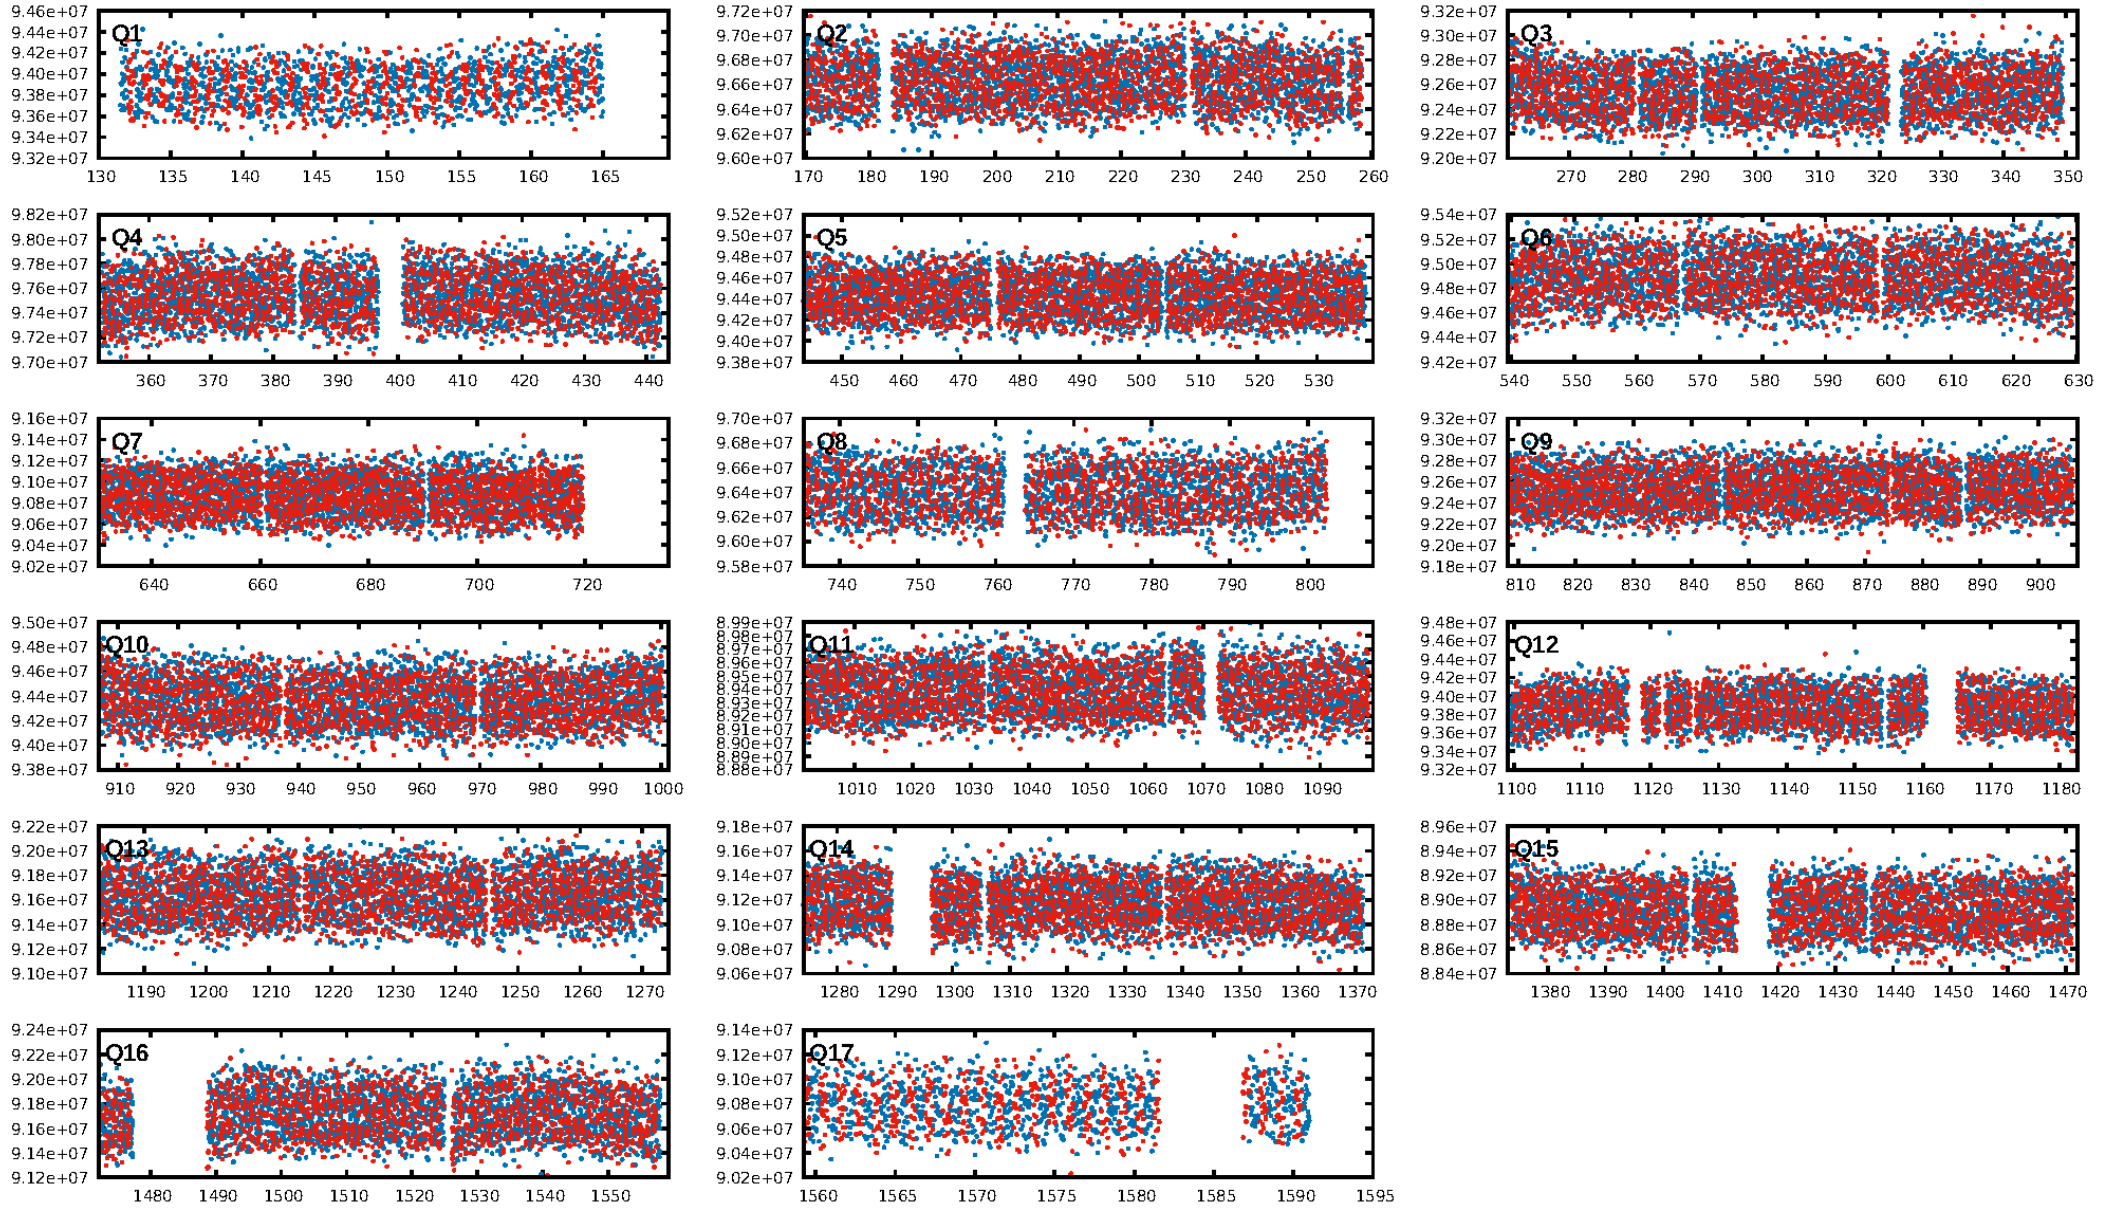 Q1
9.46e+07
9.44e+07
9.42e+07
9.40e+07
9.38e+07
9.36e+07
9.34e+07
9.32e+07
130 135 140 145 150 155 160 165
Q2
9.72e+07
9.70e+07
9.68e+07
9.66e+07
9.64e+07
9.62e+07
9.60e+07
170 180 190 200 210 220 230 240 250 260
Q3
9.32e+07
9.30e+07
9.28e+07
9.26e+07
9.24e+07
9.22e+07
9.20e+07
270 280 290 300 310 320 330 340 350
Q4
9.82e+07
9.80e+07
9.78e+07
9.76e+07
9.74e+07
9.72e+07
9.70e+07
360 370 380 390 400 410 420 430 440
Q5
9.52e+07
9.50e+07
9.48e+07
9.46e+07
9.44e+07
9.42e+07
9.40e+07
9.38e+07
450 460 470 480 490 500 510 520 530
Q6
9.54e+07
9.52e+07
9.50e+07
9.48e+07
9.46e+07
9.44e+07
9.42e+07
540 550 560 570 580 590 600 610 620 630
Q7
9.16e+07
9.14e+07
9.12e+07
9.10e+07
9.08e+07
9.06e+07
9.04e+07
9.02e+07
640 660 680 700 720
Q8
9.70e+07
9.68e+07
9.66e+07
9.64e+07
9.62e+07
9.60e+07
9.58e+07
740 750 760 770 780 790 800
Q9
9.32e+07
9.30e+07
9.28e+07
9.26e+07
9.24e+07
9.22e+07
9.20e+07
9.18e+07
810 820 830 840 850 860 870 880 890 900
Q10
9.50e+07
9.48e+07
9.46e+07
9.44e+07
9.42e+07
9.40e+07
9.38e+07
910 920 930 940 950 960 970 980 990 1000
Q11
8.99e+07
8.98e+07
8.97e+07
8.96e+07
8.95e+07
8.94e+07
8.93e+07
8.92e+07
8.91e+07
8.90e+07
8.89e+07
8.88e+07
1010 1020 1030 1040 1050 1060 1070 1080 1090
Q12
9.48e+07
9.46e+07
9.44e+07
9.42e+07
9.40e+07
9.38e+07
9.36e+07
9.34e+07
9.32e+07
1100 1110 1120 1130 1140 1150 1160 1170 1180
Q13
9.22e+07
9.20e+07
9.18e+07
9.16e+07
9.14e+07
9.12e+07
9.10e+07
1190 1200 1210 1220 1230 1240 1250 1260 1270
Q14
9.18e+07
9.16e+07
9.14e+07
9.12e+07
9.10e+07
9.08e+07
9.06e+07
1280 1290 1300 1310 1320 1330 1340 1350 1360 1370
Q15
8.96e+07
8.94e+07
8.92e+07
8.90e+07
8.88e+07
8.86e+07
8.84e+07
1380 1390 1400 1410 1420 1430 1440 1450 1460 1470
Q16
9.24e+07
9.22e+07
9.20e+07
9.18e+07
9.16e+07
9.14e+07
9.12e+07
1480 1490 1500 1510 1520 1530 1540 1550
Q17
9.14e+07
9.12e+07
9.10e+07
9.08e+07
9.06e+07
9.04e+07
9.02e+07
1560 1565 1570 1575 1580 1585 1590 1595